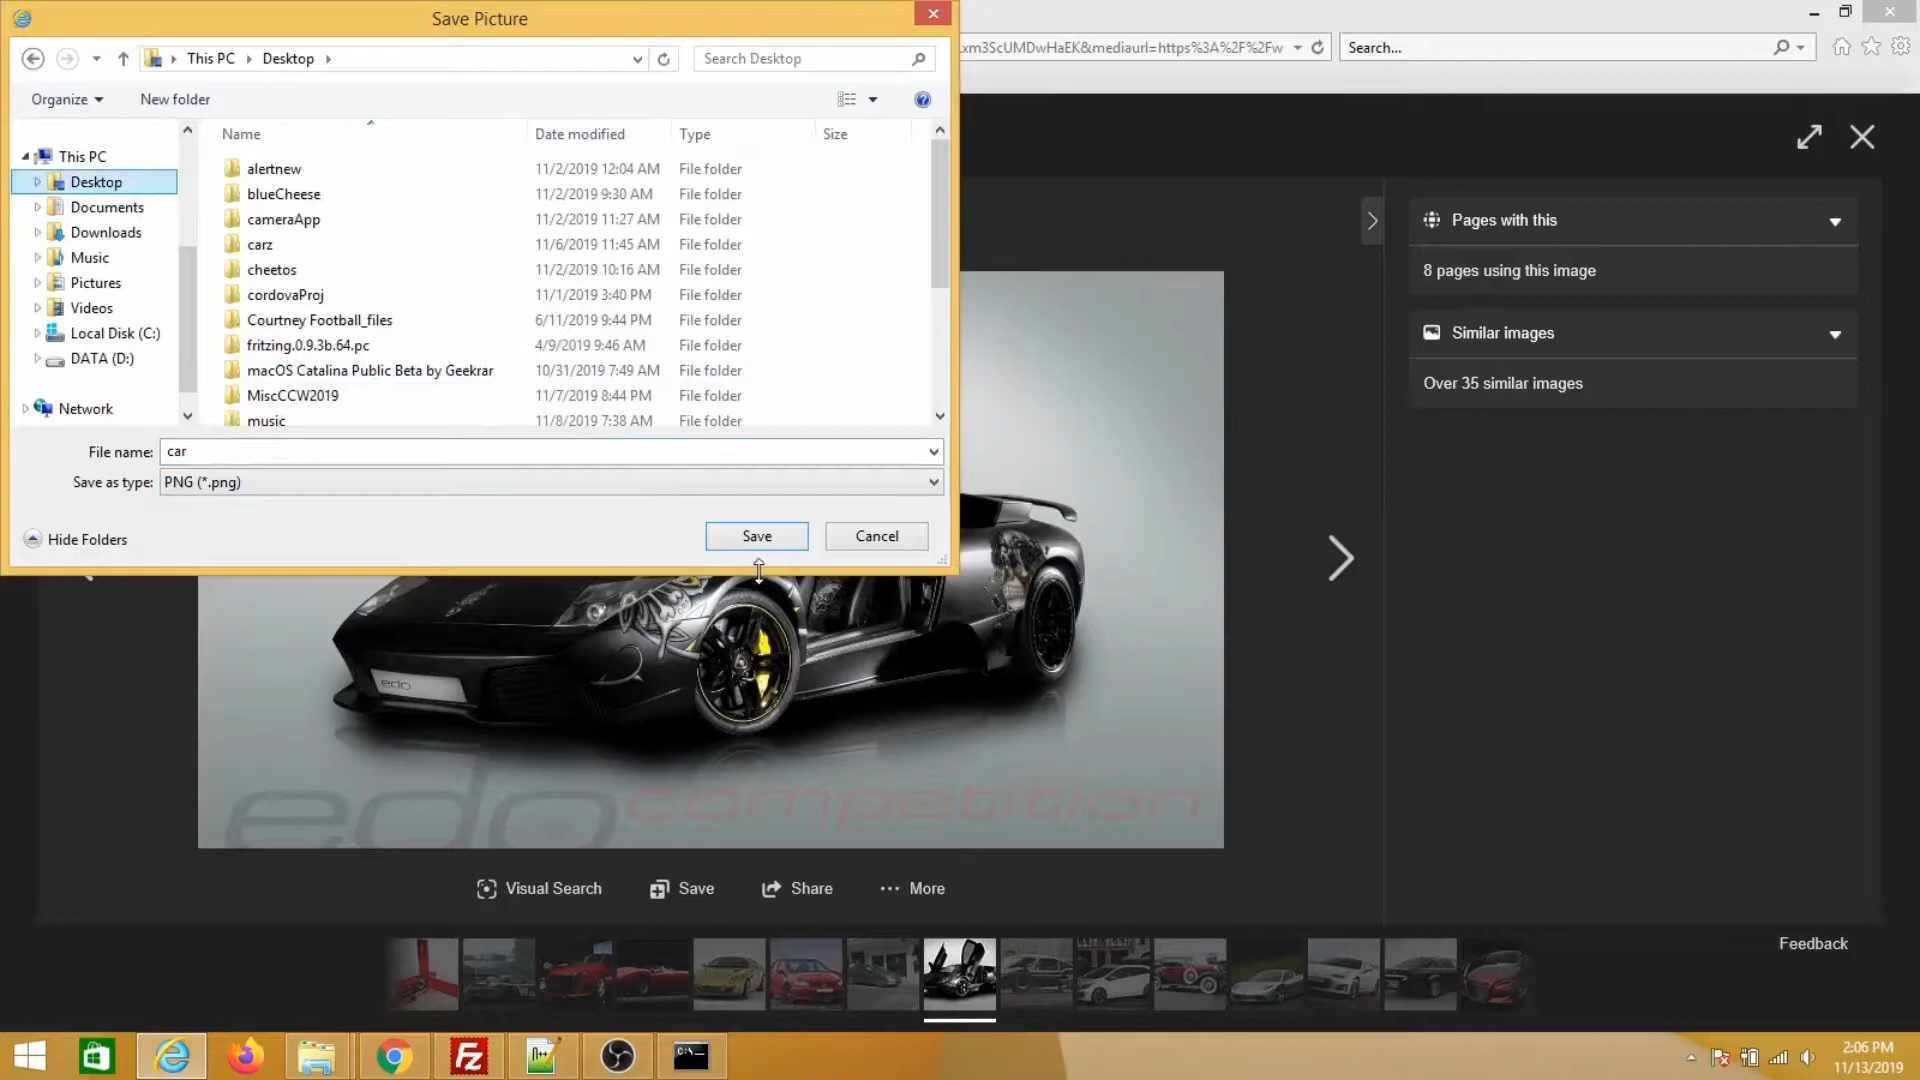 Save Picture
This PC
Desktop
Search Desktop
.xm3ScUMDwHaEK&mediaurl=https%3A%2F%2Fw
Search...
Organize
New folder
Name
Date modified
Type
Size
This PC
Desktop
Documents
Downloads
Music
Pictures
Videos
Local Disk (C:)
DATA (D:)
Network
alertnew 11/2/2019 12:04 AM File folder
blueCheese 11/2/2019 9:30 AM File folder
cameraApp 11/2/2019 11:27 AM File folder
carz 11/6/2019 11:45 AM File folder
cheetos 11/2/2019 10:16 AM File folder
cordovaProj 11/1/2019 3:40 PM File folder
Courtney Football_files 6/11/2019 9:44 PM File folder
fritzing.0.9.3b.64.pc 4/9/2019 9:46 AM File folder
macOS Catalina Public Beta by Geekrar 10/31/2019 7:49 AM File folder
MiscCCW2019 11/7/2019 8:44 PM File folder
music 11/8/2019 7:38 AM File folder
File name: car
Save as type: PNG (*.png)
Hide Folders
Save
Cancel
Pages with this
8 pages using this image
Similar images
Over 35 similar images
edo
edo competition
Visual Search
Save
Share
More
Feedback
2:06 PM
11/13/2019